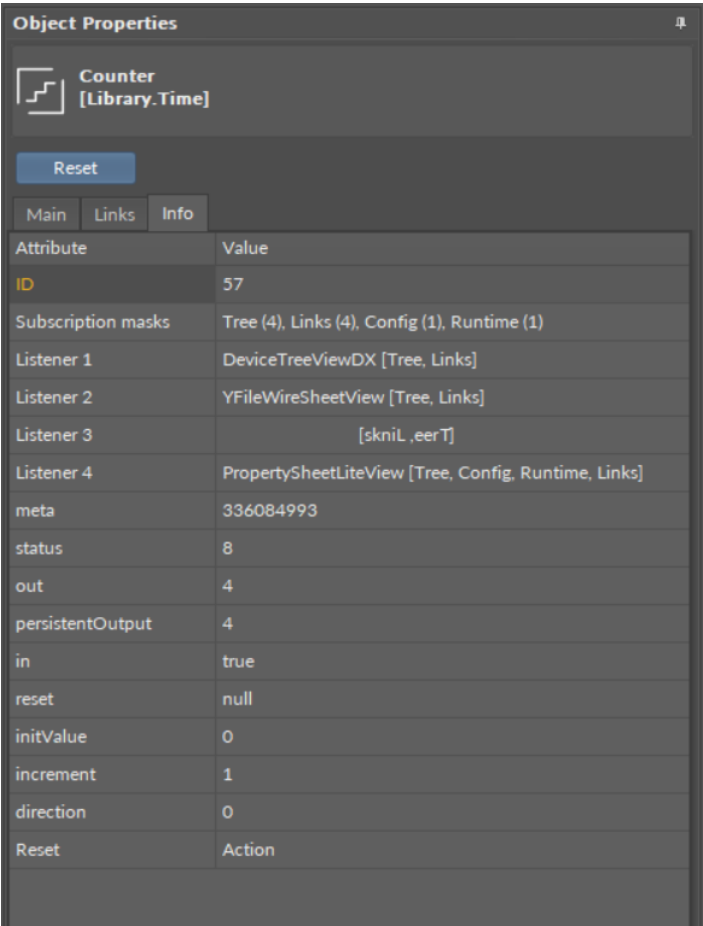 Object Properties
Counter
[Library.Time]
Reset
Main Links Info
Attribute Value
ID 57
Subscription masks Tree (4), Links (4), Config (1), Runtime (1)
Listener 1 DeviceTreeViewDX [Tree, Links]
Listener 2 YFileWireSheetView [Tree, Links]
Listener 3 [skniL ,eerT]
Listener 4 PropertySheetLiteView [Tree, Config, Runtime, Links]
meta 336084993
status 8
out 4
persistentOutput 4
in true
reset null
initValue 0
increment 1
direction 0
Reset Action